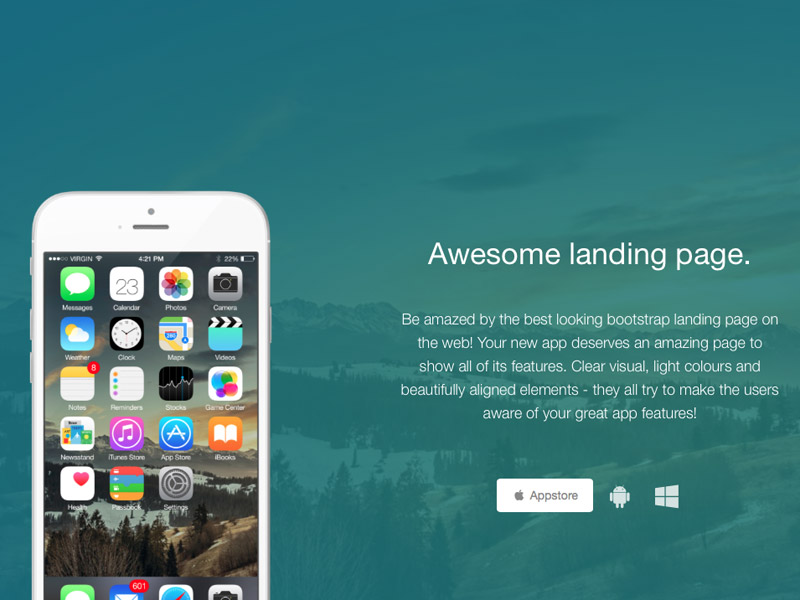 VIRGIN 4:21 PM 22%
23
Messages Calendar Photos Camera
Weather Clock Maps Videos
8
Notes Reminders Stocks Game Center
Newsstand iTunes Store App Store iBooks
Health Passbook Settings
601
Awesome landing page.
Be amazed by the best looking bootstrap landing page on
the web! Your new app deserves an amazing page to
show all of its features. Clear visual, light colours and
beautifully aligned elements - they all try to make the users
aware of your great app features!
Appstore